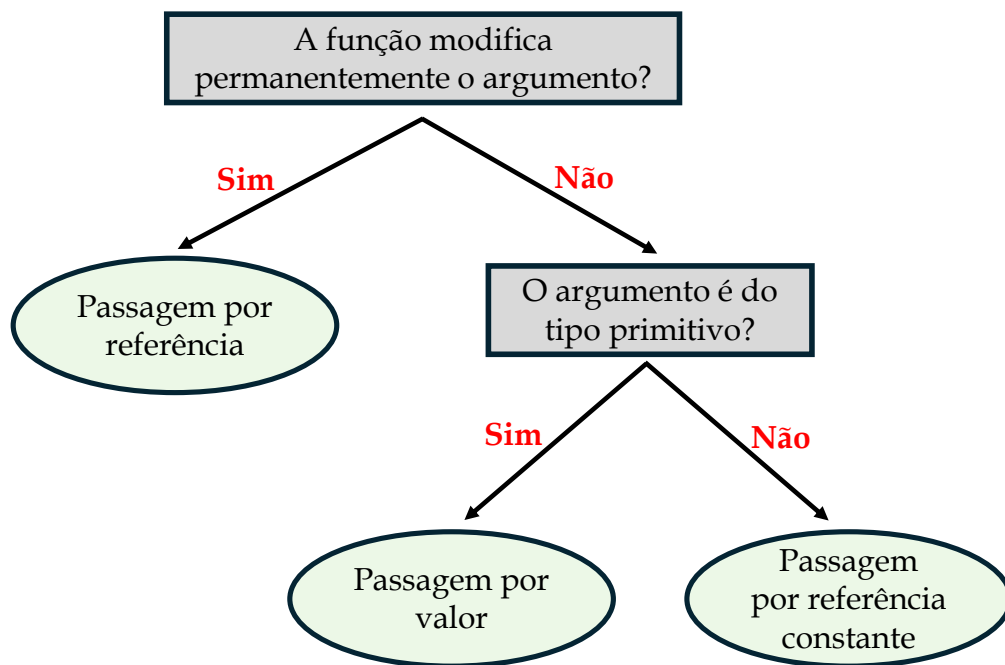 A função modifica
permanentemente o argumento?
Sim
Não
Passagem por
referência
O argumento é do
tipo primitivo?
Sim
Não
Passagem por
valor
Passagem
por referência
constante